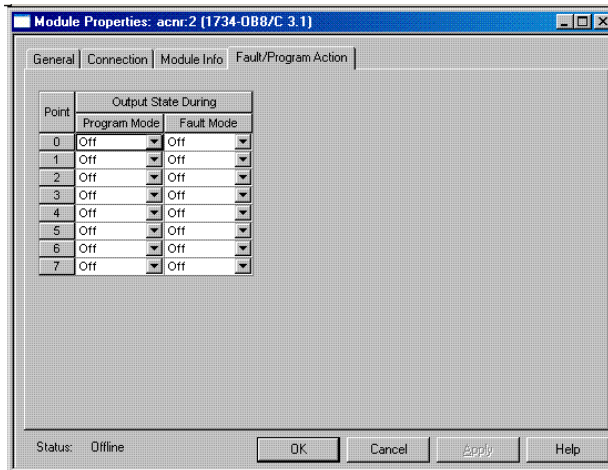 Module Properties: acnr:2 (1734-OB8/C 3.1)
General Connection Module Info Fault/Program Action
Point Output State During
Program Mode Fault Mode
0 Off Off
1 Off Off
2 Off Off
3 Off Off
4 Off Off
5 Off Off
6 Off Off
7 Off Off
Status: Offline OK Cancel Apply Help